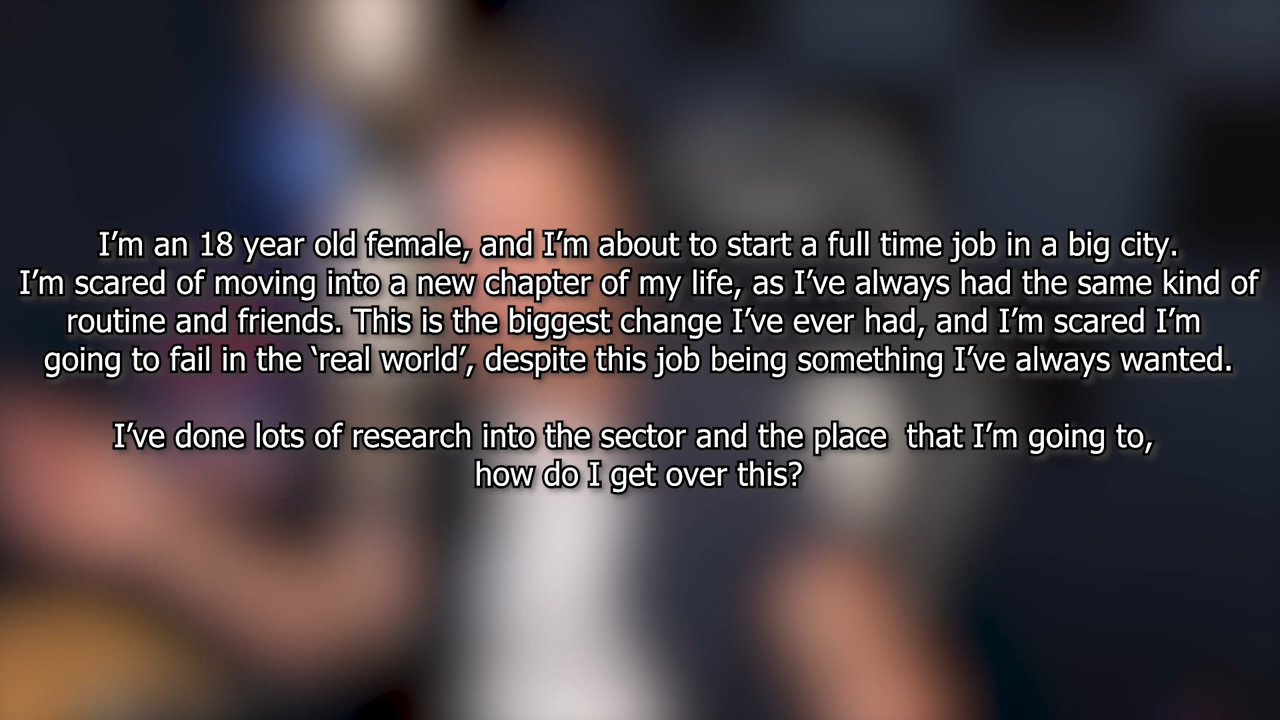 I’m an 18 year old female, and I’m about to start a full time job in a big city.
I’m scared of moving into a new chapter of my life, as I’ve always had the same kind of
routine and friends. This is the biggest change I’ve ever had, and I’m scared I’m
going to fail in the ‘real world’, despite this job being something I’ve always wanted.
I’ve done lots of research into the sector and the place  that I’m going to,
how do I get over this?